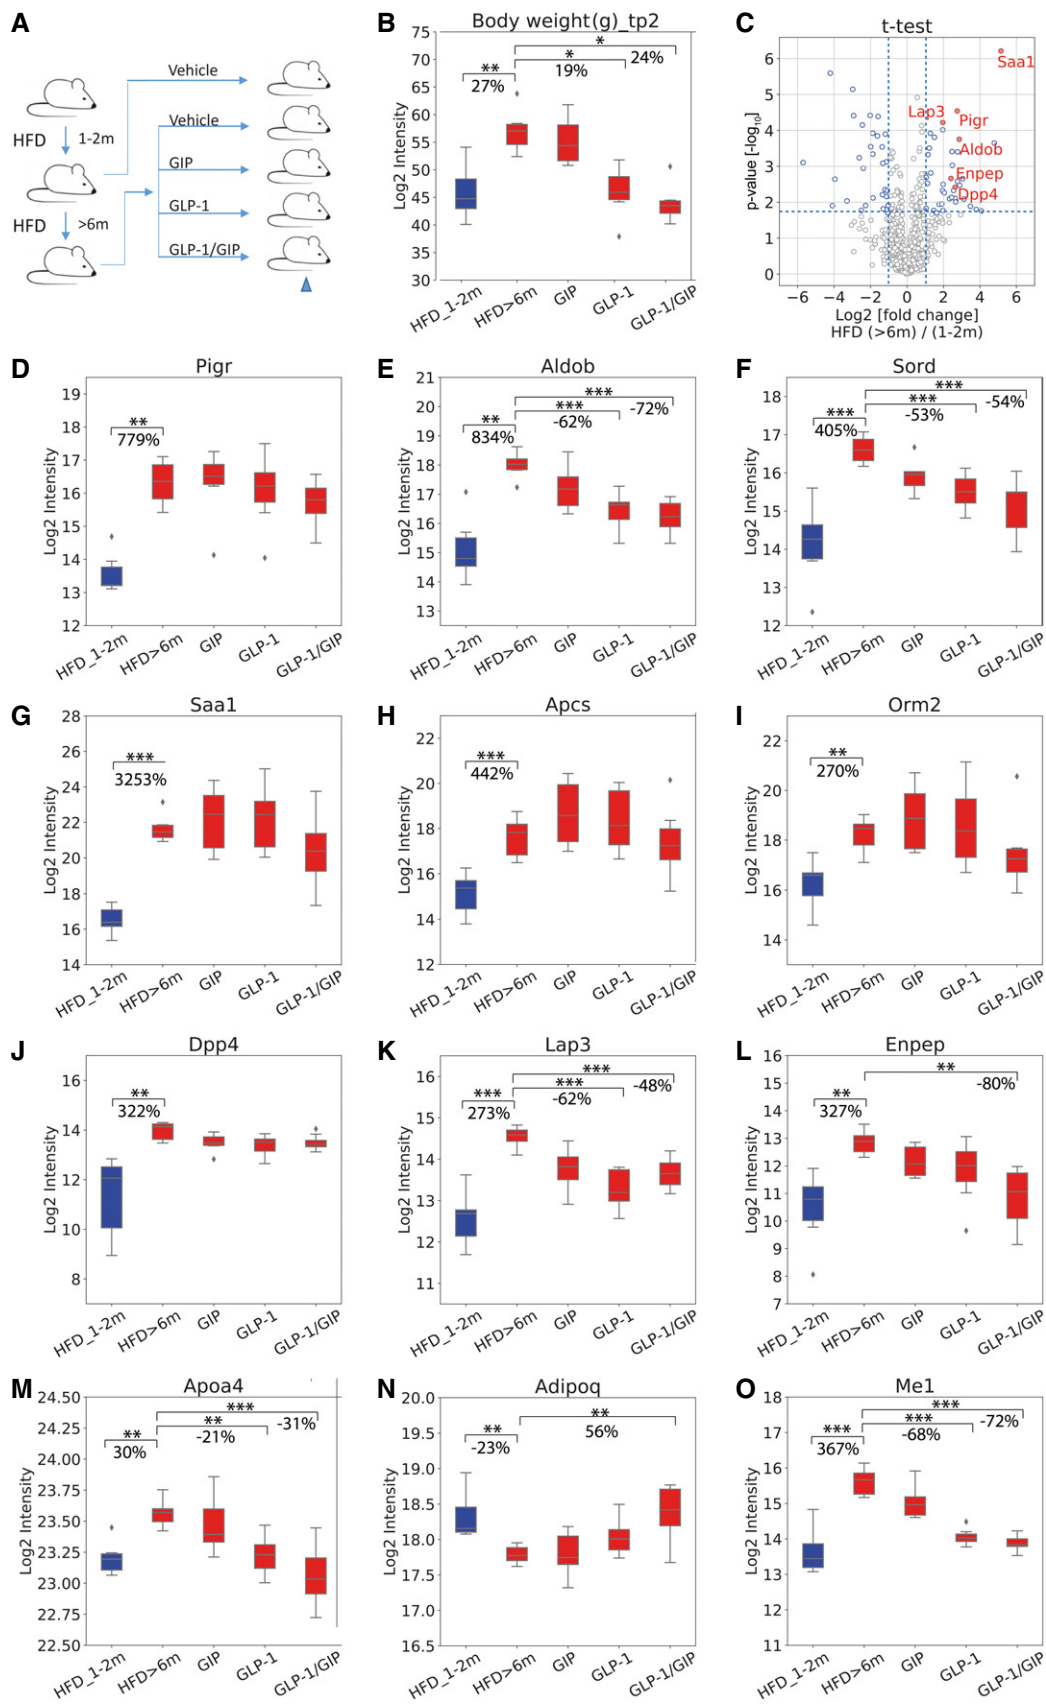 A
Vehicle
Vehicle
HFD
1-2m
GIP
GLP-1
HFD
>6m
GLP-1/GIP
B
Body weight(g)_tp2
Log2 Intensity
75
70
65
60
55
50
45
40
35
30
**
27%
*
19%
*
24%
HFD_1-2m
HFD>6m
GIP
GLP-1
GLP-1/GIP
C
t-test
p-value [-log10]
6
5
4
3
2
1
0
Saa1
Lap3
Pigr
Aldob
Enpep
Dpp4
−6
−4
−2
0
2
4
6
Log2 [fold change]
HFD (>6m) / (1-2m)
D
Pigr
Log2 Intensity
19
18
17
16
15
14
13
12
**
779%
HFD_1-2m
HFD>6m
GIP
GLP-1
GLP-1/GIP
E
Aldob
Log2 Intensity
21
20
19
18
17
16
15
14
13
**
834%
***
-62%
***
-72%
HFD_1-2m
HFD>6m
GIP
GLP-1
GLP-1/GIP
F
Sord
Log2 Intensity
18
17
16
15
14
13
12
***
405%
***
-53%
***
-54%
HFD_1-2m
HFD>6m
GIP
GLP-1
GLP-1/GIP
G
Saa1
Log2 Intensity
28
26
24
22
20
18
16
14
***
3253%
HFD_1-2m
HFD>6m
GIP
GLP-1
GLP-1/GIP
H
Apcs
Log2 Intensity
22
20
18
16
14
12
***
442%
HFD_1-2m
HFD>6m
GIP
GLP-1
GLP-1/GIP
I
Orm2
Log2 Intensity
22
20
18
16
14
**
270%
HFD_1-2m
HFD>6m
GIP
GLP-1
GLP-1/GIP
J
Dpp4
Log2 Intensity
16
14
12
10
8
**
322%
HFD_1-2m
HFD>6m
GIP
GLP-1
GLP-1/GIP
K
Lap3
Log2 Intensity
16
15
14
13
12
11
***
273%
***
-62%
***
-48%
HFD_1-2m
HFD>6m
GIP
GLP-1
GLP-1/GIP
L
Enpep
Log2 Intensity
16
15
14
13
12
11
10
9
8
7
**
327%
**
-80%
HFD_1-2m
HFD>6m
GIP
GLP-1
GLP-1/GIP
M
Apoa4
Log2 Intensity
24.50
24.25
24.00
23.75
23.50
23.25
23.00
22.75
22.50
**
30%
**
-21%
***
-31%
HFD_1-2m
HFD>6m
GIP
GLP-1
GLP-1/GIP
N
Adipoq
Log2 Intensity
20.0
19.5
19.0
18.5
18.0
17.5
17.0
16.5
**
-23%
**
56%
HFD_1-2m
HFD>6m
GIP
GLP-1
GLP-1/GIP
O
Me1
Log2 Intensity
18
17
16
15
14
13
12
11
***
367%
***
-68%
***
-72%
HFD_1-2m
HFD>6m
GIP
GLP-1
GLP-1/GIP